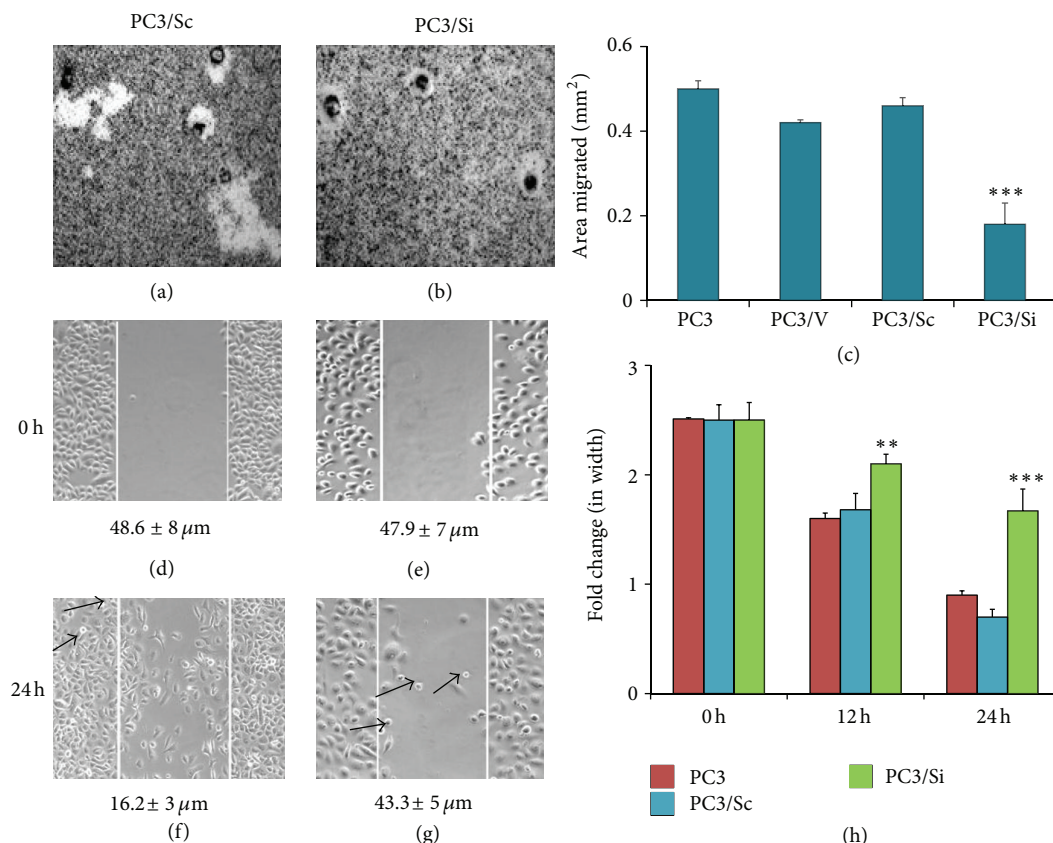 PC3/Sc
PC3/Si
(a)
(b)
0.6
0.4
0.2
0
Area migrated (mm²)
***
PC3
PC3/V
PC3/Sc
PC3/Si
(c)
0 h
48.6 ± 8 μm
47.9 ± 7 μm
(d)
(e)
24 h
16.2 ± 3 μm
43.3 ± 5 μm
(f)
(g)
3
2
1
0
Fold change (in width)
**
***
0 h
12 h
24 h
PC3
PC3/Sc
PC3/Si
(h)